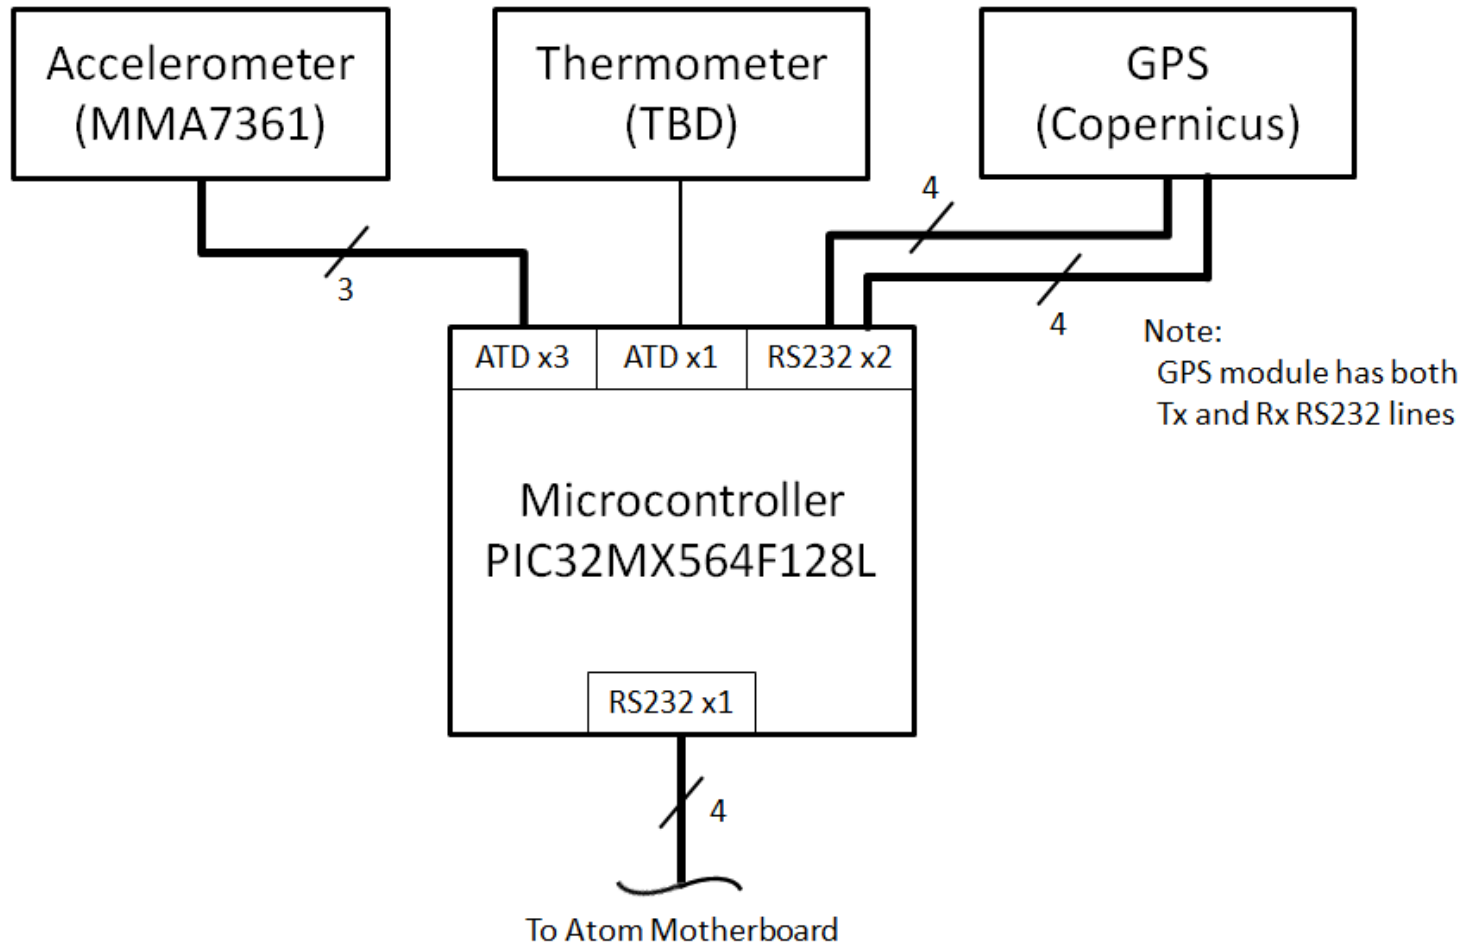 Accelerometer
(MMA7361)
Thermometer
(TBD)
GPS
(Copernicus)
4
3
4
Note:
GPS module has both
Tx and Rx RS232 lines
ATD x3
ATD x1
RS232 x2
Microcontroller
PIC32MX564F128L
RS232 x1
4
To Atom Motherboard